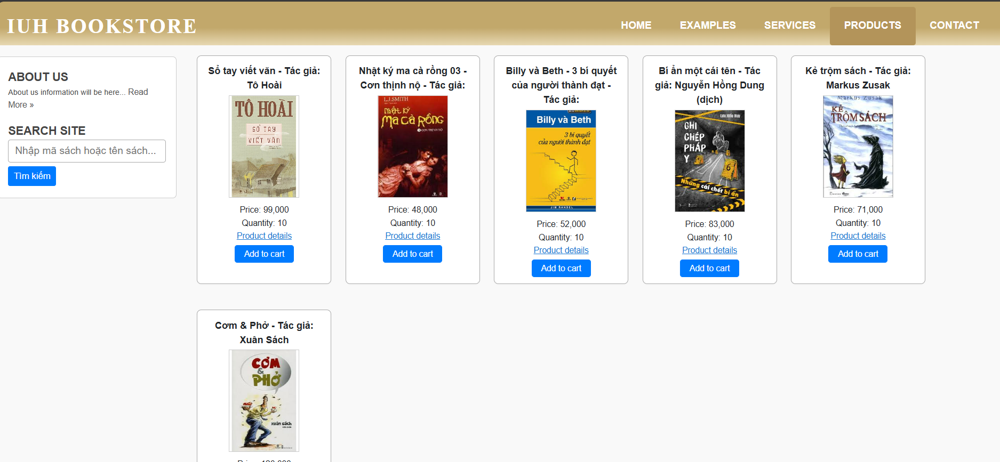 IUH BOOKSTORE
HOME
EXAMPLES
SERVICES
PRODUCTS
CONTACT
ABOUT US
About us information will be here... Read
More »
SEARCH SITE
Nhập mã sách hoặc tên sách...
Tìm kiếm
Sổ tay viết văn - Tác giả:
Tô Hoài
TÔ HOÀI
SỔ TAY
VIẾT VĂN
Price: 99,000
Quantity: 10
Product details
Add to cart
Nhật ký ma cà rồng 03 -
Cơn thịnh nộ - Tác giả:
L.J.SMITH
Nhật Ký
Ma Cà Rồng
3 CƠN THỊNH NỘ
Price: 48,000
Quantity: 10
Product details
Add to cart
Billy và Beth - 3 bí quyết
của người thành đạt -
Tác giả:
Billy và Beth
3 bí quyết
của người thành đạt
JIM RANDEL
Price: 52,000
Quantity: 10
Product details
Add to cart
Bí ẩn một cái tên - Tác
giả: Nguyễn Hồng Dung
(dịch)
Lưu Hiểu Huy
GHI
CHÉP
PHÁP
Y
6
Những cái chết bí ẩn
Price: 83,000
Quantity: 10
Product details
Add to cart
Kẻ trộm sách - Tác giả:
Markus Zusak
Markus Zusak
KẺ
TRỘM SÁCH
Price: 71,000
Quantity: 10
Product details
Add to cart
Cơm & Phở - Tác giả:
Xuân Sách
CƠM
&
PHỞ
xuân sách